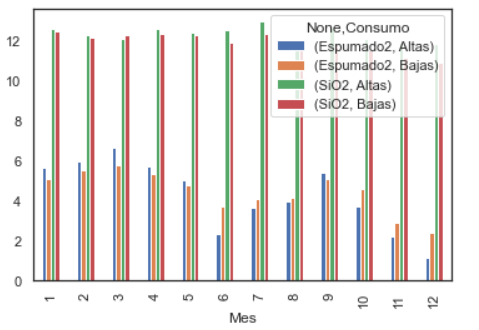 None,Consumo
(Espumado2, Altas)
(Espumado2, Bajas)
(SiO2, Altas)
(SiO2, Bajas)
12
10
8
6
4
2
0
1 2 3 4 5 6 7 8 9 10 11 12
Mes